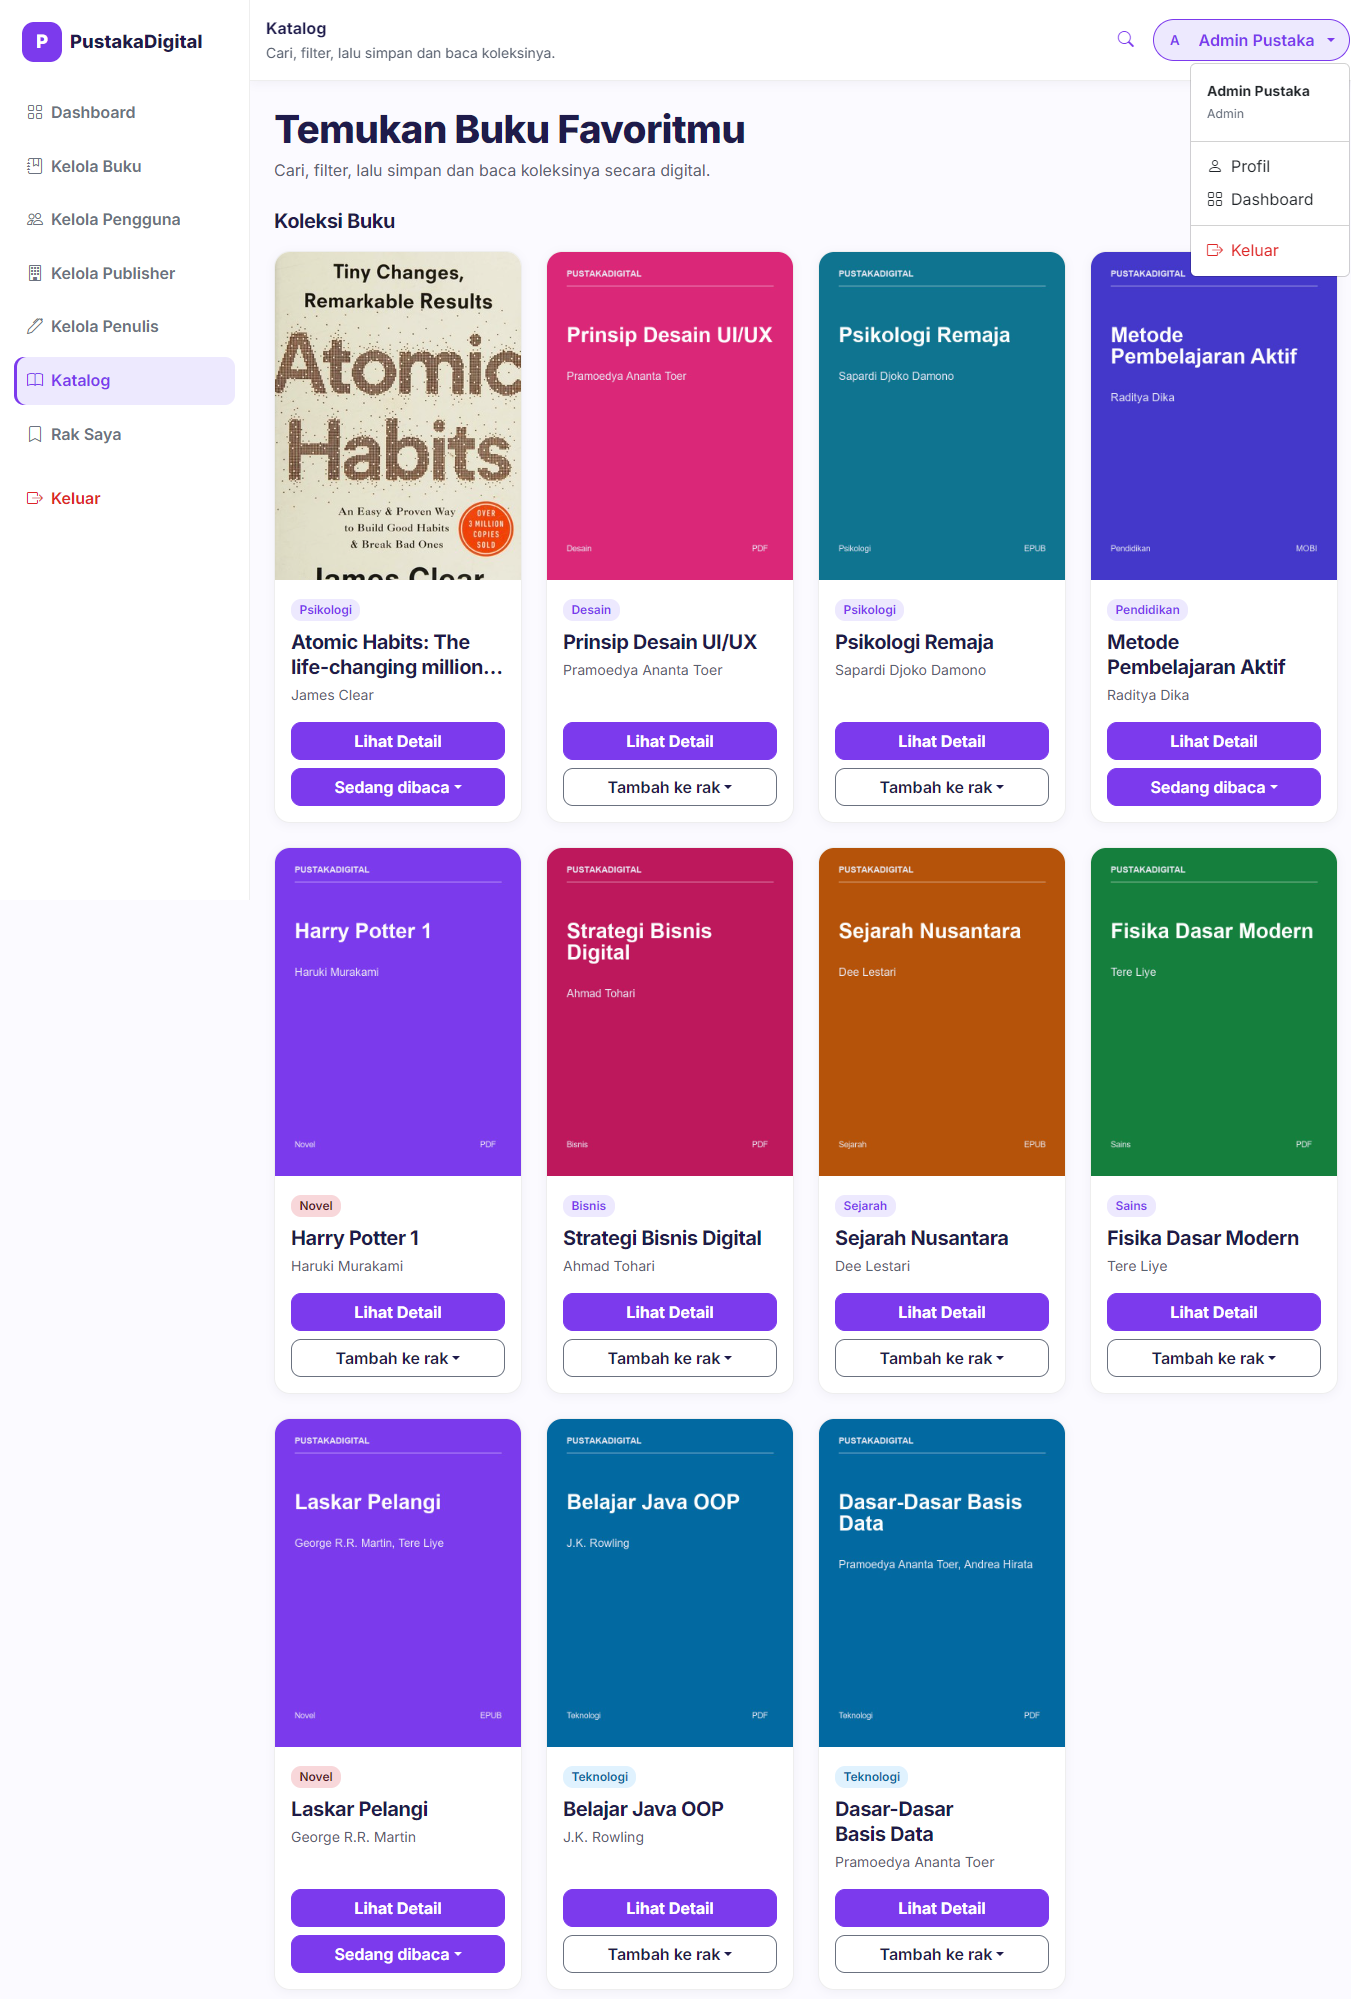 P PustakaDigital
Dashboard
Kelola Buku
Kelola Pengguna
Kelola Publisher
Kelola Penulis
Katalog
Rak Saya
Keluar
Katalog
Cari, filter, lalu simpan dan baca koleksinya.
A Admin Pustaka
Admin Pustaka
Admin
Profil
Dashboard
Keluar
Temukan Buku Favoritmu
Cari, filter, lalu simpan dan baca koleksinya secara digital.
Koleksi Buku
Tiny Changes,
Remarkable Results
Atomic
Habits
An Easy & Proven Way
to Build Good Habits
& Break Bad Ones
OVER
3 MILLION
COPIES
SOLD
James Clear
Psikologi
Atomic Habits: The
life-changing million...
James Clear
Lihat Detail
Sedang dibaca
PUSTAKADIGITAL
Prinsip Desain UI/UX
Pramoedya Ananta Toer
Desain PDF
Desain
Prinsip Desain UI/UX
Pramoedya Ananta Toer
Lihat Detail
Tambah ke rak
PUSTAKADIGITAL
Psikologi Remaja
Sapardi Djoko Damono
Psikologi EPUB
Psikologi
Psikologi Remaja
Sapardi Djoko Damono
Lihat Detail
Tambah ke rak
PUSTAKADIGITAL
Metode
Pembelajaran Aktif
Raditya Dika
Pendidikan MOBI
Pendidikan
Metode
Pembelajaran Aktif
Raditya Dika
Lihat Detail
Sedang dibaca
PUSTAKADIGITAL
Harry Potter 1
Haruki Murakami
Novel PDF
Novel
Harry Potter 1
Haruki Murakami
Lihat Detail
Tambah ke rak
PUSTAKADIGITAL
Strategi Bisnis
Digital
Ahmad Tohari
Bisnis PDF
Bisnis
Strategi Bisnis Digital
Ahmad Tohari
Lihat Detail
Tambah ke rak
PUSTAKADIGITAL
Sejarah Nusantara
Dee Lestari
Sejarah EPUB
Sejarah
Sejarah Nusantara
Dee Lestari
Lihat Detail
Tambah ke rak
PUSTAKADIGITAL
Fisika Dasar Modern
Tere Liye
Sains PDF
Sains
Fisika Dasar Modern
Tere Liye
Lihat Detail
Tambah ke rak
PUSTAKADIGITAL
Laskar Pelangi
George R.R. Martin, Tere Liye
Novel EPUB
Novel
Laskar Pelangi
George R.R. Martin
Lihat Detail
Sedang dibaca
PUSTAKADIGITAL
Belajar Java OOP
J.K. Rowling
Teknologi PDF
Teknologi
Belajar Java OOP
J.K. Rowling
Lihat Detail
Tambah ke rak
PUSTAKADIGITAL
Dasar-Dasar Basis
Data
Pramoedya Ananta Toer, Andrea Hirata
Teknologi PDF
Teknologi
Dasar-Dasar
Basis Data
Pramoedya Ananta Toer
Lihat Detail
Tambah ke rak